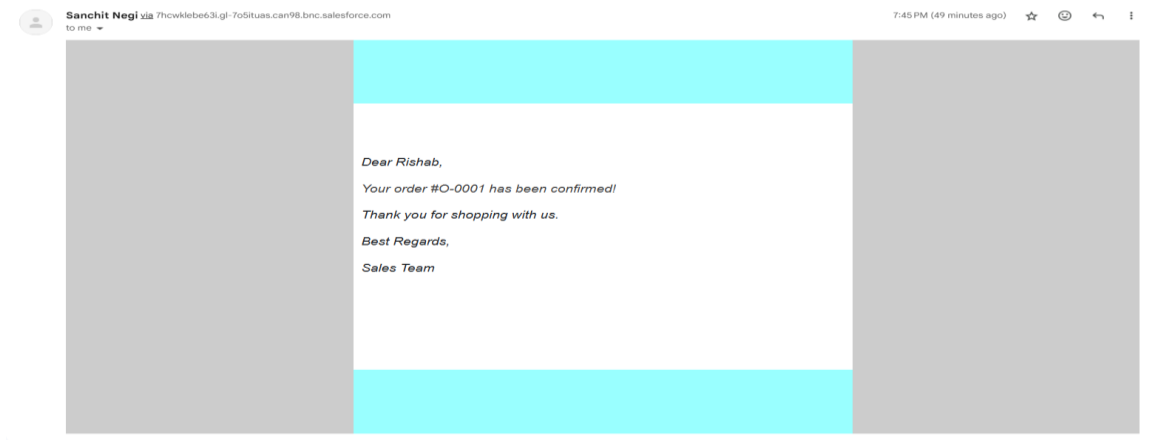 Sanchit Negi via 7hcwklebe63i.gl-7o5ituas.can98.bnc.salesforce.com
7:45 PM (49 minutes ago)
to me
Dear Rishab,
Your order #O-0001 has been confirmed!
Thank you for shopping with us.
Best Regards,
Sales Team